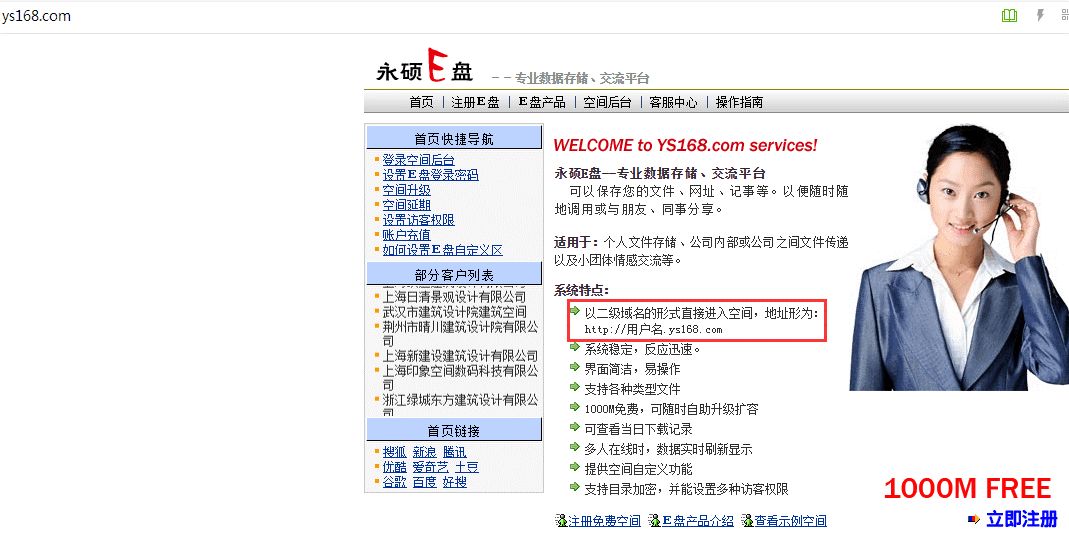 ys168.com
永硕E盘
－－专业数据存储、交流平台
首页 | 注册E盘 | E盘产品 | 空间后台 | 客服中心 | 操作指南
首页快捷导航
登录空间后台
设置E盘登录密码
空间升级
空间延期
设置访客权限
账户充值
如何设置E盘自定义区
部分客户列表
上海日清景观设计有限公司
武汉市建筑设计院建筑空间
荆州市晴川建筑设计有限公
司
上海新建设建筑设计有限公司
上海印象空间数码科技有限公
司
浙江绿城东方建筑设计有限公
司
首页链接
搜狐 新浪 腾讯
优酷 爱奇艺 土豆
谷歌 百度 好搜
WELCOME to YS168.com services!
永硕E盘--专业数据存储、交流平台
可以保存您的文件、网址、记事等。以便随时随
地调用或与朋友、同事分享。
适用于：个人文件存储、公司内部或公司之间文件传递
以及小团体情感交流等。
系统特点：
以二级域名的形式直接进入空间，地址形为：
http://用户名.ys168.com
系统稳定，反应迅速。
界面简洁，易操作
支持各种类型文件
1000M免费，可随时自助升级扩容
可查看当日下载记录
多人在线时，数据实时刷新显示
提供空间自定义功能
支持目录加密，并能设置多种访客权限
注册免费空间 E盘产品介绍 查看示例空间
1000M FREE
立即注册